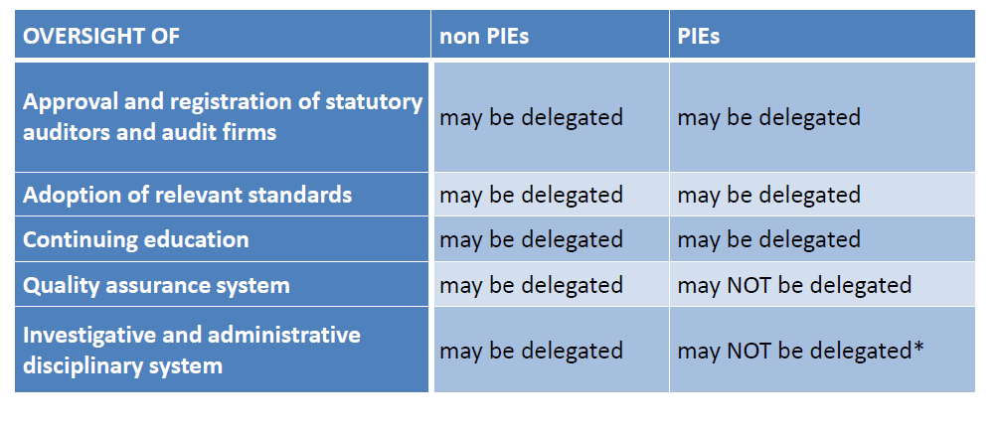 OVERSIGHT OF non PIEs PIEs
Approval and registration of statutory
auditors and audit firms may be delegated may be delegated
Adoption of relevant standards may be delegated may be delegated
Continuing education may be delegated may be delegated
Quality assurance system may be delegated may NOT be delegated
Investigative and administrative
disciplinary system may be delegated may NOT be delegated*